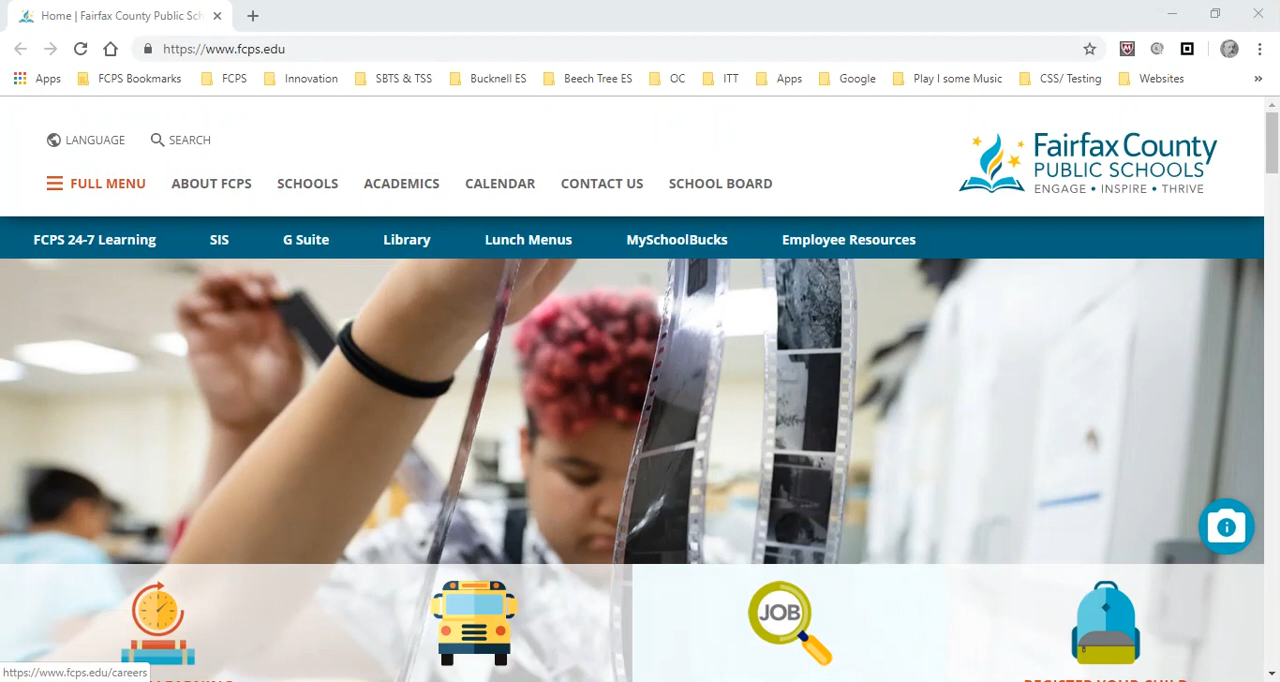 Home | Fairfax County Public Sch
https://www.fcps.edu
Apps FCPS Bookmarks FCPS Innovation SBTS & TSS Bucknell ES Beech Tree ES OC ITT Apps Google Play I some Music CSS/ Testing Websites »
LANGUAGE SEARCH
FULL MENU ABOUT FCPS SCHOOLS ACADEMICS CALENDAR CONTACT US SCHOOL BOARD
Fairfax County
PUBLIC SCHOOLS
ENGAGE • INSPIRE • THRIVE
FCPS 24-7 Learning SIS G Suite Library Lunch Menus MySchoolBucks Employee Resources
JOB
https://www.fcps.edu/careers
REGISTER YOUR CHILD